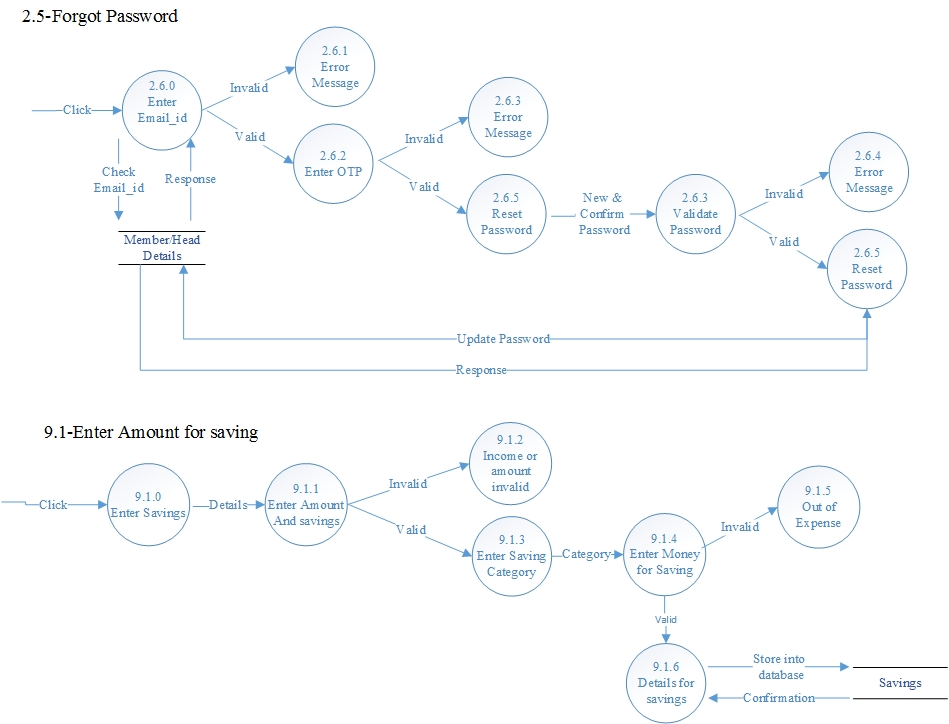 2.5-Forgot Password
2.6.1
Error
Message
2.6.0
Enter
Email_id
Click
Invalid
Valid
2.6.2
Enter OTP
2.6.3
Error
Message
Invalid
Valid
2.6.5
Reset
Password
New &
Confirm
Password
2.6.3
Validate
Password
Invalid
Valid
2.6.4
Error
Message
2.6.5
Reset
Password
Check
Email_id
Response
Member/Head
Details
Update Password
Response
9.1-Enter Amount for saving
Click
9.1.0
Enter Savings
Details
9.1.1
Enter Amount
And savings
Invalid
Valid
9.1.2
Income or
amount
invalid
9.1.3
Enter Saving
Category
Category
9.1.4
Enter Money
for Saving
Invalid
9.1.5
Out of
Expense
Valid
9.1.6
Details for
savings
Store into
database
Confirmation
Savings